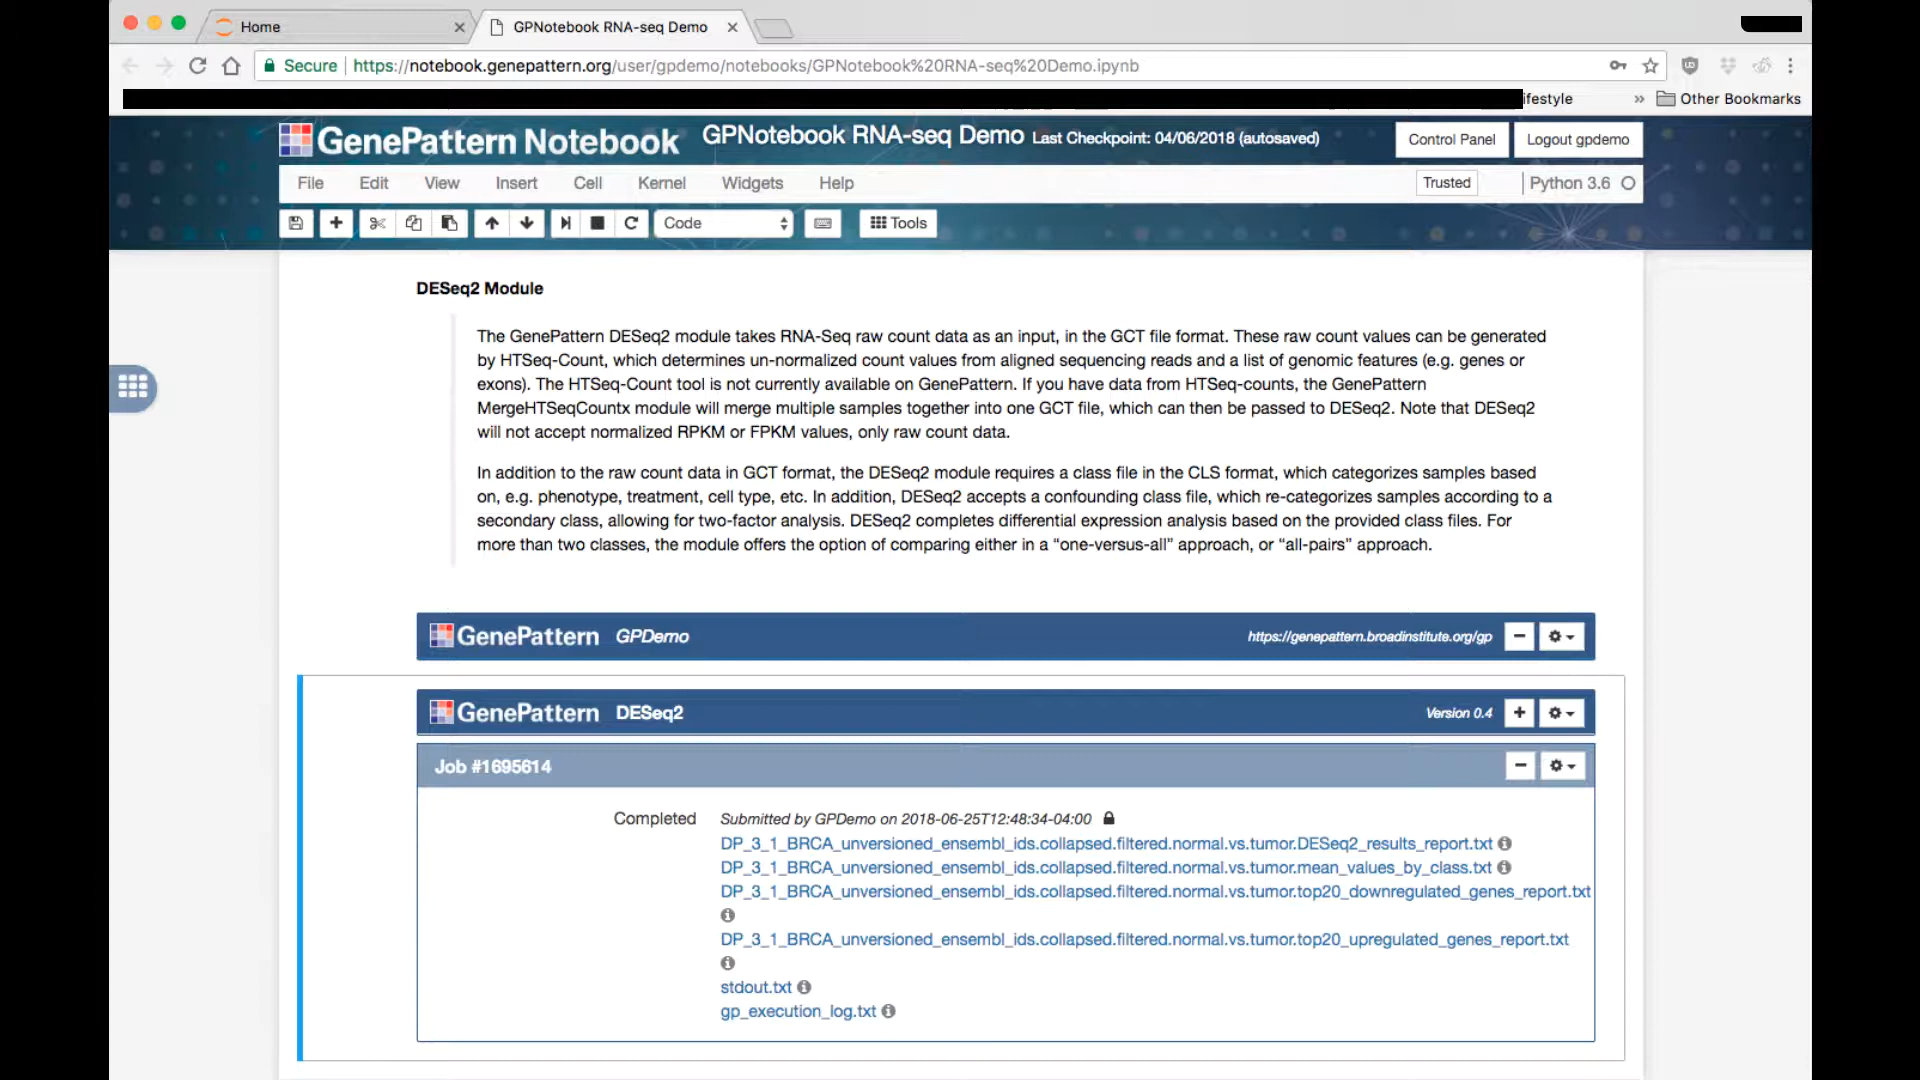 Home
GPNotebook RNA-seq Demo
Secure https://notebook.genepattern.org/user/gpdemo/notebooks/GPNotebook%20RNA-seq%20Demo.ipynb
ifestyle » Other Bookmarks
GenePattern Notebook GPNotebook RNA-seq Demo Last Checkpoint: 04/06/2018 (autosaved) Control Panel Logout gpdemo
File Edit View Insert Cell Kernel Widgets Help Trusted Python 3.6
Code Tools
DESeq2 Module
The GenePattern DESeq2 module takes RNA-Seq raw count data as an input, in the GCT file format. These raw count values can be generated
by HTSeq-Count, which determines un-normalized count values from aligned sequencing reads and a list of genomic features (e.g. genes or
exons). The HTSeq-Count tool is not currently available on GenePattern. If you have data from HTSeq-counts, the GenePattern
MergeHTSeqCountx module will merge multiple samples together into one GCT file, which can then be passed to DESeq2. Note that DESeq2
will not accept normalized RPKM or FPKM values, only raw count data.
In addition to the raw count data in GCT format, the DESeq2 module requires a class file in the CLS format, which categorizes samples based
on, e.g. phenotype, treatment, cell type, etc. In addition, DESeq2 accepts a confounding class file, which re-categorizes samples according to a
secondary class, allowing for two-factor analysis. DESeq2 completes differential expression analysis based on the provided class files. For
more than two classes, the module offers the option of comparing either in a “one-versus-all” approach, or “all-pairs” approach.
GenePattern GPDemo https://genepattern.broadinstitute.org/gp
GenePattern DESeq2 Version 0.4
Job #1695614
Completed Submitted by GPDemo on 2018-06-25T12:48:34-04:00
DP_3_1_BRCA_unversioned_ensembl_ids.collapsed.filtered.normal.vs.tumor.DESeq2_results_report.txt
DP_3_1_BRCA_unversioned_ensembl_ids.collapsed.filtered.normal.vs.tumor.mean_values_by_class.txt
DP_3_1_BRCA_unversioned_ensembl_ids.collapsed.filtered.normal.vs.tumor.top20_downregulated_genes_report.txt
DP_3_1_BRCA_unversioned_ensembl_ids.collapsed.filtered.normal.vs.tumor.top20_upregulated_genes_report.txt
stdout.txt
gp_execution_log.txt